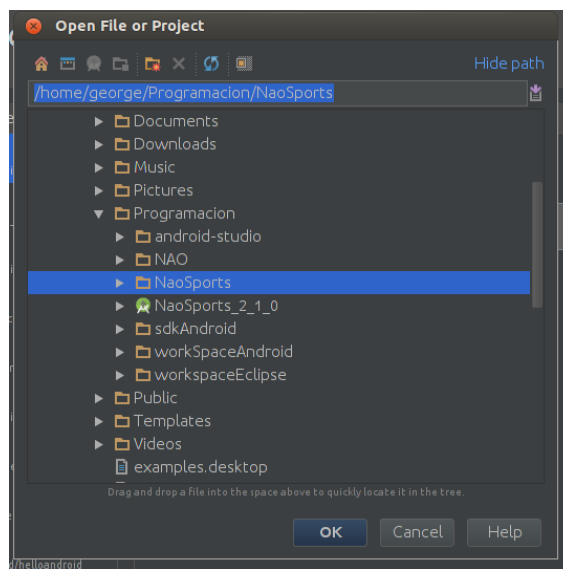 Open File or Project
Hide path
/home/george/Programacion/NaoSports
Documents
Downloads
Music
Pictures
Programacion
android-studio
NAO
NaoSports
NaoSports_2_1_0
sdkAndroid
workSpaceAndroid
workspaceEclipse
Public
Templates
Videos
examples.desktop
Drag and drop a file into the space above to quickly locate it in the tree.
OK Cancel Help
d/helloandroid